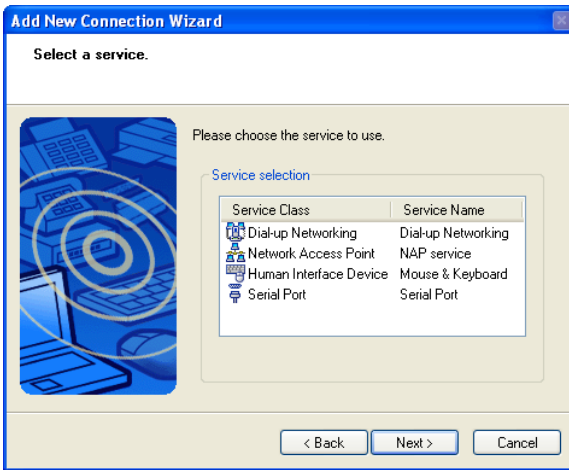 Add New Connection Wizard
Select a service.
Please choose the service to use.
Service selection
Service Class Service Name
Dial-up Networking Dial-up Networking
Network Access Point NAP service
Human Interface Device Mouse & Keyboard
Serial Port Serial Port
< Back Next > Cancel